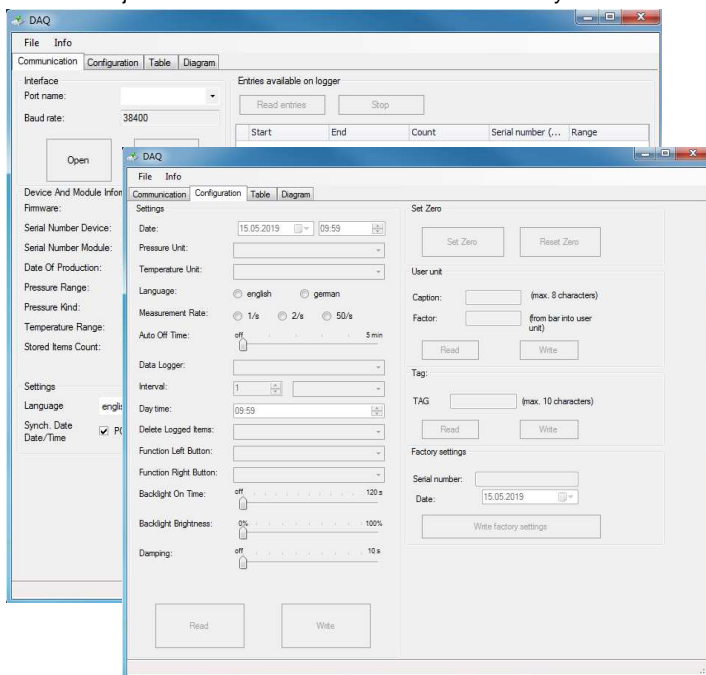 DAQ
File Info
Communication Configuration Table Diagram
Interface
Port name:
Baud rate: 38400
Open
Entries available on logger
Read entries Stop
Start End Count Serial number (... Range
Device And Module
Firmware:
Serial Number Device:
Serial Number Module:
Date Of Production:
Pressure Range:
Pressure Kind:
Temperature Range:
Stored Items Count:
Settings
Language
Synch. Date
Date/Time
DAQ
File Info
Communication Configuration Table Diagram
Settings
Date: 15.05.2019 09:59
Pressure Unit:
Temperature Unit:
Language: english german
Measurement Rate: 1/s 2/s 50/s
Auto Off Time: off 5 min
Data Logger:
Interval: 1
Day time: 09:59
Delete Logged Items:
Function Left Button:
Function Right Button:
Backlight On Time: off 120 s
Backlight Brightness: 0% 100%
Damping: off 10 s
Read Write
Set Zero
Set Zero Reset Zero
User unit
Caption: (max. 8 characters)
Factor: (from bar into user
unit)
Read Write
Tag:
TAG (max. 10 characters)
Read Write
Factory settings
Serial number:
Date: 15.05.2019
Write factory settings